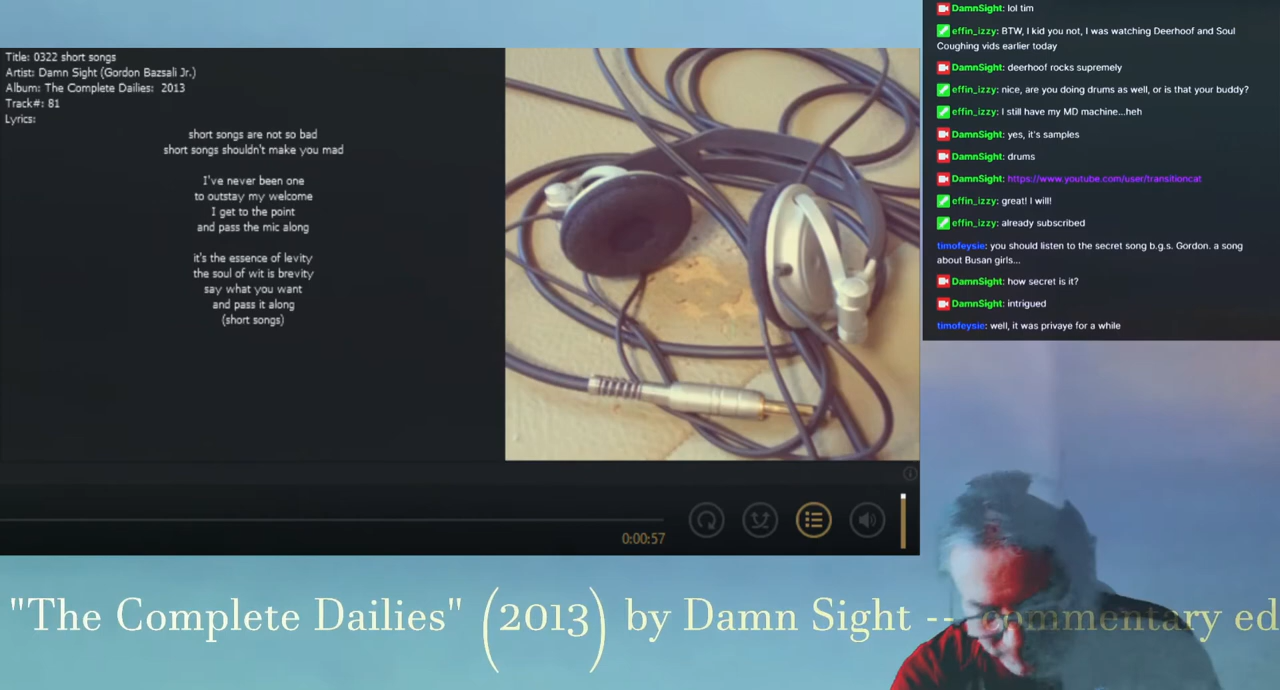 Title: 0322 short songs
Artist: Damn Sight (Gordon Bazsali Jr.)
Album: The Complete Dailies:  2013
Track#: 81
Lyrics:
short songs are not so bad
short songs shouldn't make you mad
I've never been one
to outstay my welcome
I get to the point
and pass the mic along
it's the essence of levity
the soul of wit is brevity
say what you want
and pass it along
(short songs)
0:00:57
DamnSight: lol tim
effin_izzy: BTW, I kid you not, I was watching Deerhoof and Soul
Coughing vids earlier today
DamnSight: deerhoof rocks supremely
effin_izzy: nice, are you doing drums as well, or is that your buddy?
effin_izzy: I still have my MD machine...heh
DamnSight: yes, it's samples
DamnSight: drums
DamnSight: https://www.youtube.com/user/transitioncat
effin_izzy: great! I will!
effin_izzy: already subscribed
timofeysie: you should listen to the secret song b.g.s. Gordon. a song
about Busan girls...
DamnSight: how secret is it?
DamnSight: intrigued
timofeysie: well, it was privaye for a while
"The Complete Dailies" (2013) by Damn Sight -- commentary ed